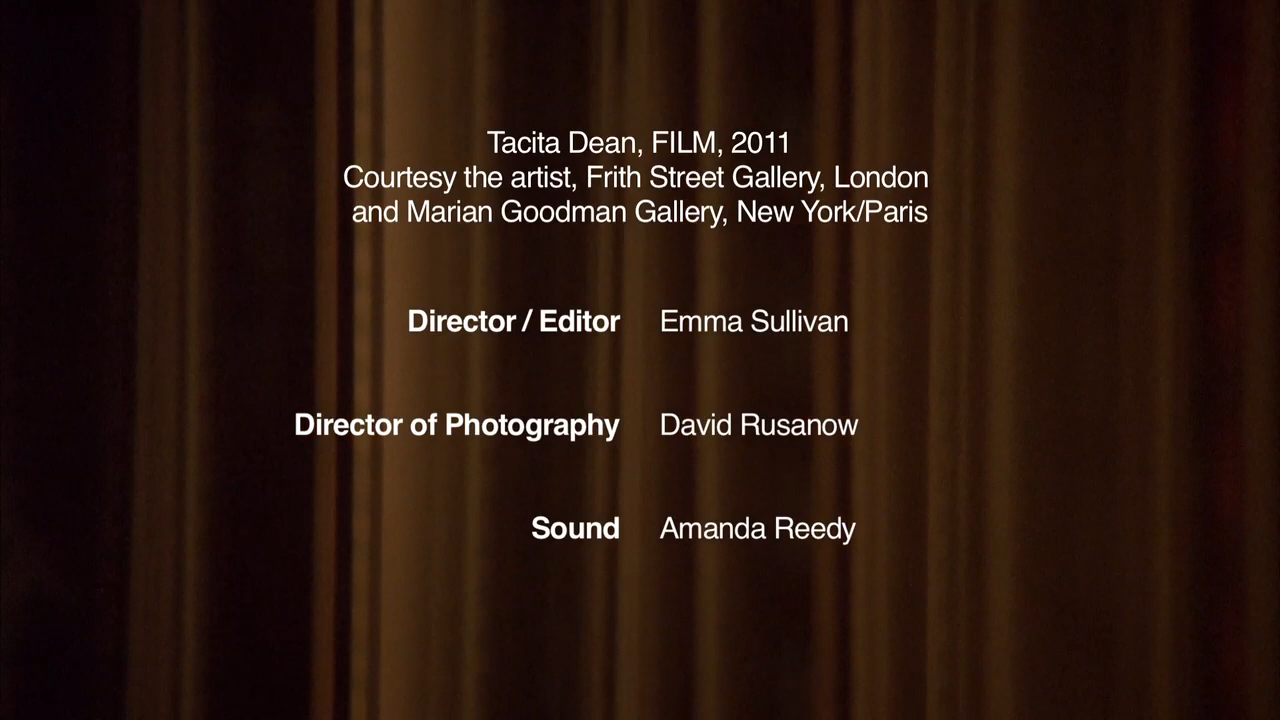 Tacita Dean, FILM, 2011
Courtesy the artist, Frith Street Gallery, London
and Marian Goodman Gallery, New York/Paris
Director / Editor Emma Sullivan
Director of Photography David Rusanow
Sound Amanda Reedy